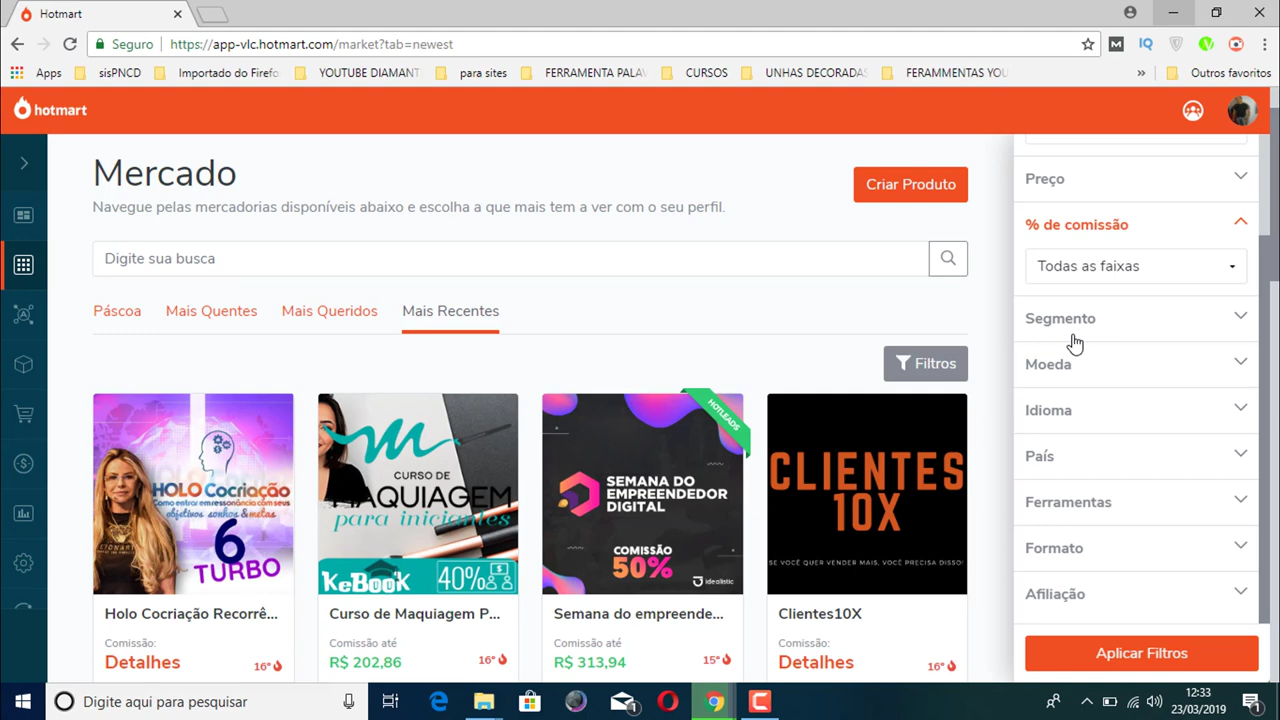 Hotmart
Seguro
https://app-vlc.hotmart.com/market?tab=newest
Apps
sisPNCD
Importado do Firefo
YOUTUBE DIAMANT
para sites
FERRAMENTA PALAV
CURSOS
UNHAS DECORADAS
FERAMMENTAS YOU
»
Outros favoritos
hotmart
Mercado
Criar Produto
Navegue pelas mercadorias disponíveis abaixo e escolha a que mais tem a ver com o seu perfil.
Digite sua busca
Páscoa
Mais Quentes
Mais Queridos
Mais Recentes
Filtros
HOLO Cocriação
Como entrar em ressonância com seus
objetivos sonhos & metas
6
TURBO
Holo Cocriação Recorrê...
Comissão:
Detalhes
16°
CURSO DE
MAQUIAGEM
para iniciantes
KeBook
40%
Curso de Maquiagem P...
Comissão até
R$ 202,86
16°
HOTLEADS
SEMANA DO
EMPREENDEDOR
DIGITAL
COMISSÃO
50%
idealistic
Semana do empreende...
Comissão até
R$ 313,94
15°
CLIENTES
10X
SE VOCÊ QUER VENDER MAIS, VOCÊ PRECISA DISSO!
Clientes10X
Comissão:
Detalhes
16°
Preço
% de comissão
Todas as faixas
Segmento
Moeda
Idioma
País
Ferramentas
Formato
Afiliação
Aplicar Filtros
Digite aqui para pesquisar
1
12:33
23/03/2019
1